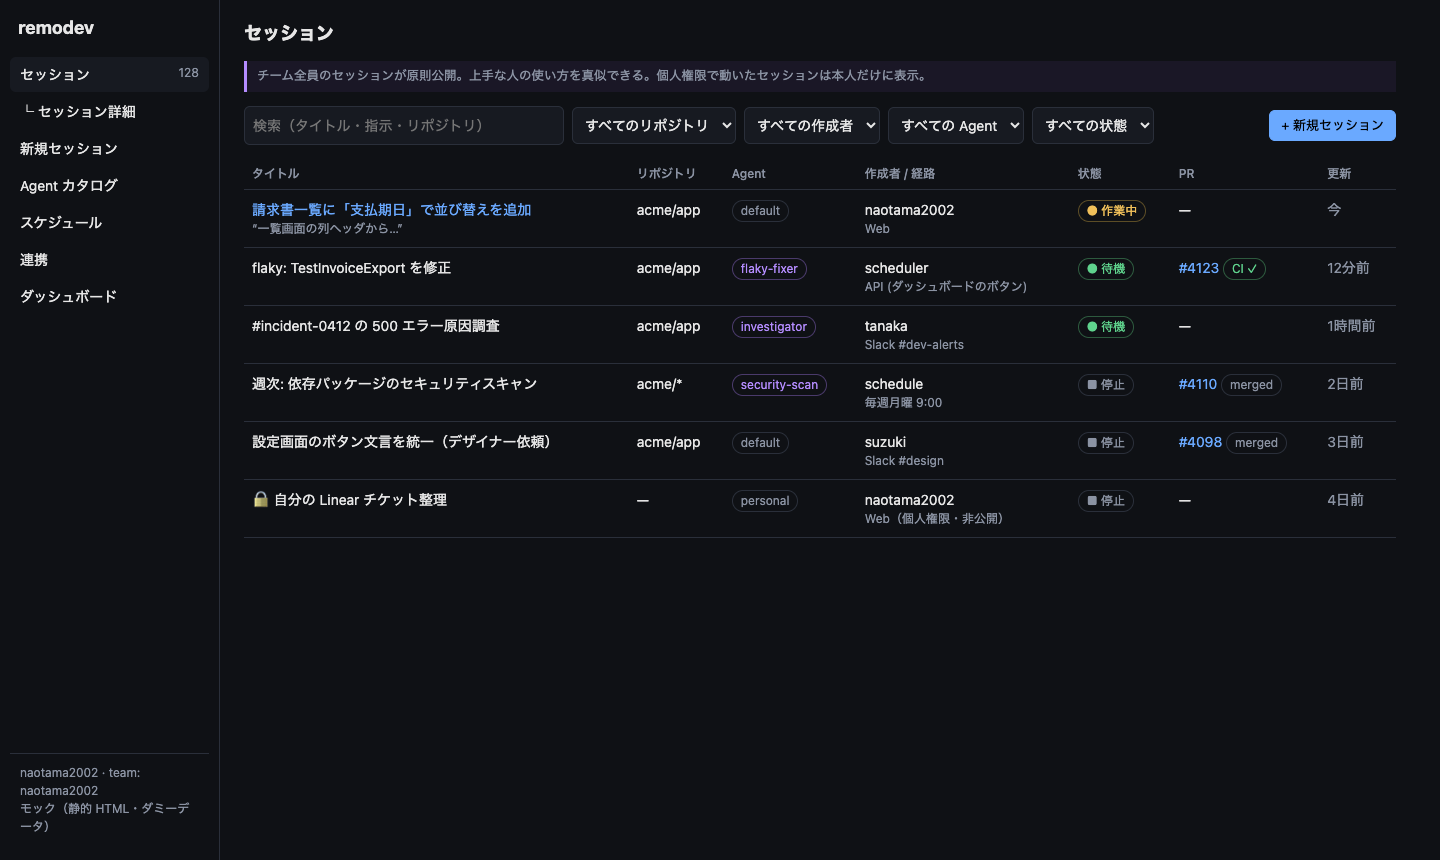 remodev
セッション 128
└ セッション詳細
新規セッション
Agent カタログ
スケジュール
連携
ダッシュボード
naotama2002 · team:
naotama2002
モック（静的 HTML・ダミーデ
ータ）
セッション
チーム全員のセッションが原則公開。上手な人の使い方を真似できる。個人権限で動いたセッションは本人だけに表示。
検索（タイトル・指示・リポジトリ） すべてのリポジトリ すべての作成者 すべての Agent すべての状態 + 新規セッション
タイトル リポジトリ Agent 作成者 / 経路 状態 PR 更新
請求書一覧に「支払期日」で並び替えを追加 acme/app default naotama2002 作業中 — 今
"一覧画面の列ヘッダから…" Web
flaky: TestInvoiceExport を修正 acme/app flaky-fixer scheduler 待機 #4123 CI ✓ 12分前
API (ダッシュボードのボタン)
#incident-0412 の 500 エラー原因調査 acme/app investigator tanaka 待機 — 1時間前
Slack #dev-alerts
週次: 依存パッケージのセキュリティスキャン acme/* security-scan schedule 停止 #4110 merged 2日前
毎週月曜 9:00
設定画面のボタン文言を統一（デザイナー依頼） acme/app default suzuki 停止 #4098 merged 3日前
Slack #design
自分の Linear チケット整理 — personal naotama2002 停止 — 4日前
Web（個人権限・非公開）